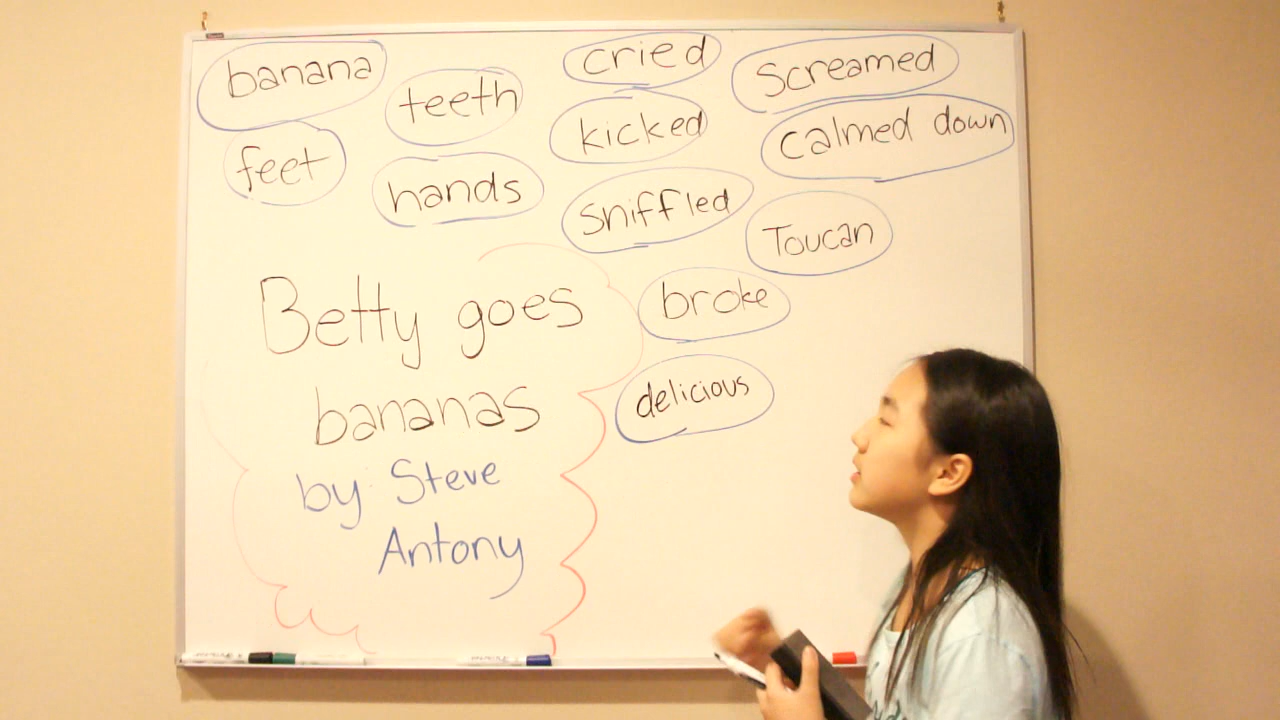 banana
teeth
cried
Screamed
feet
hands
kicked
calmed down
sniffled
Toucan
broke
delicious
Betty goes
bananas
by Steve
Antony